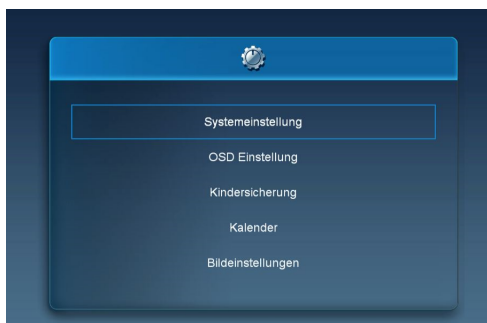 Systemeinstellung
OSD Einstellung
Kindersicherung
Kalender
Bildeinstellungen